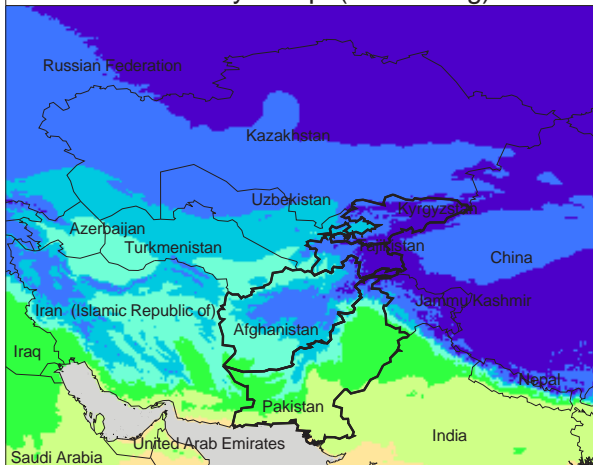 Russian Federation
Kazakhstan
Uzbekistan
Kyrgyzstan
Azerbaijan
Turkmenistan
Tajikistan
China
Iran (Islamic Republic of)
Jammu Kashmir
Afghanistan
Iraq
Nepal
Pakistan
United Arab Emirates
India
Saudi Arabia